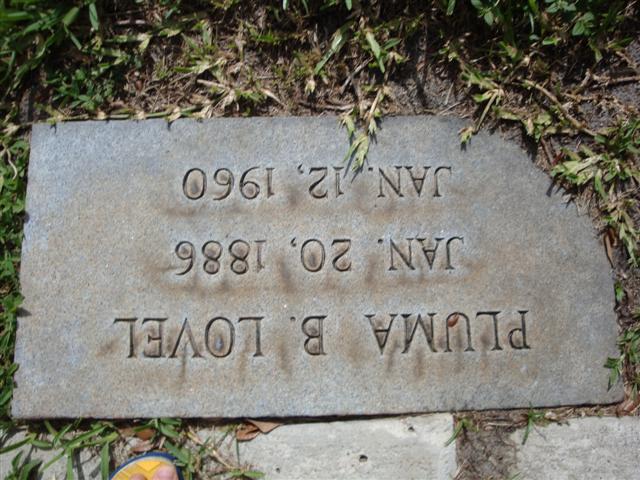 PLUMA B. LOVEL
JAN. 20, 1886
JAN. 12, 1960